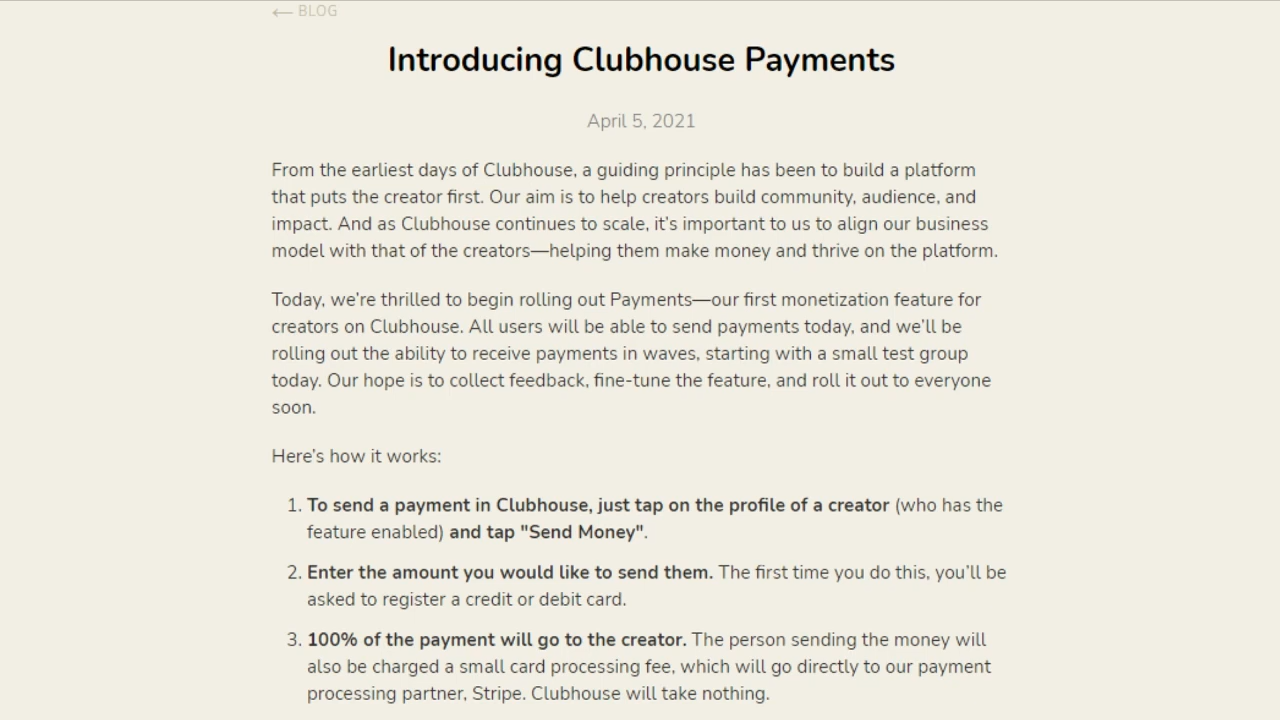 ← BLOG
Introducing Clubhouse Payments
April 5, 2021
From the earliest days of Clubhouse, a guiding principle has been to build a platform
that puts the creator first. Our aim is to help creators build community, audience, and
impact. And as Clubhouse continues to scale, it's important to us to align our business
model with that of the creators—helping them make money and thrive on the platform.
Today, we're thrilled to begin rolling out Payments—our first monetization feature for
creators on Clubhouse. All users will be able to send payments today, and we'll be
rolling out the ability to receive payments in waves, starting with a small test group
today. Our hope is to collect feedback, fine-tune the feature, and roll it out to everyone
soon.
Here's how it works:
1. To send a payment in Clubhouse, just tap on the profile of a creator (who has the
feature enabled) and tap "Send Money".
2. Enter the amount you would like to send them. The first time you do this, you'll be
asked to register a credit or debit card.
3. 100% of the payment will go to the creator. The person sending the money will
also be charged a small card processing fee, which will go directly to our payment
processing partner, Stripe. Clubhouse will take nothing.